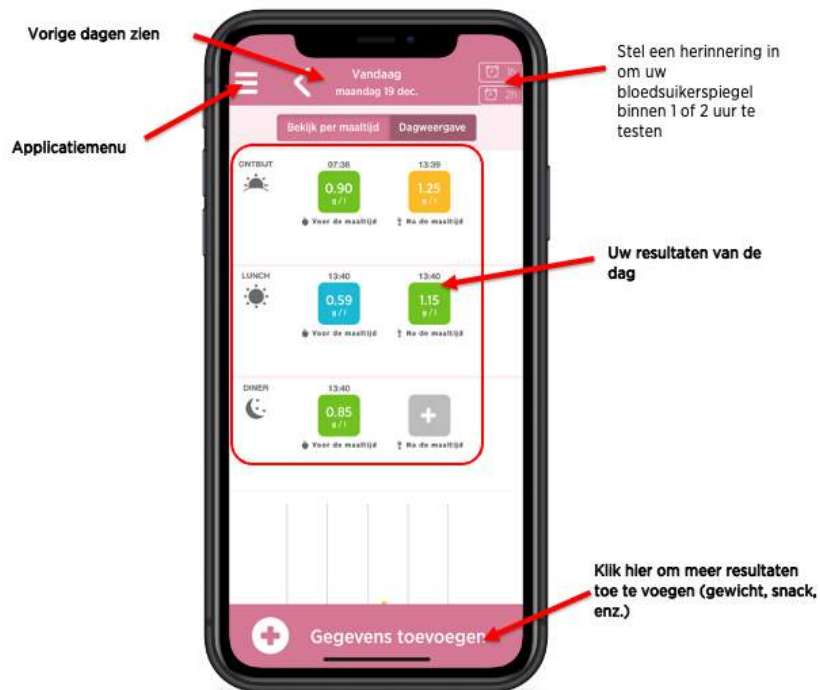 Vorige dagen zien
Stel een herinnering in
om uw
bloedsuikerspiegel
binnen 1 of 2 uur te
testen
Applicatiemenu
Vandaag
maandag 19 dec.
1h
2h
Bekijk per maaltijd
Dagweergave
ONTBIJT
07:38
13:39
0.90
g/l
1.25
g/l
Voor de maaltijd
Na de maaltijd
Uw resultaten van de
dag
LUNCH
13:40
13:40
0.59
g/l
1.15
g/l
Voor de maaltijd
Na de maaltijd
DINER
13:40
0.85
g/l
Voor de maaltijd
Na de maaltijd
Klik hier om meer resultaten
toe te voegen (gewicht, snack,
enz.)
Gegevens toevoegen